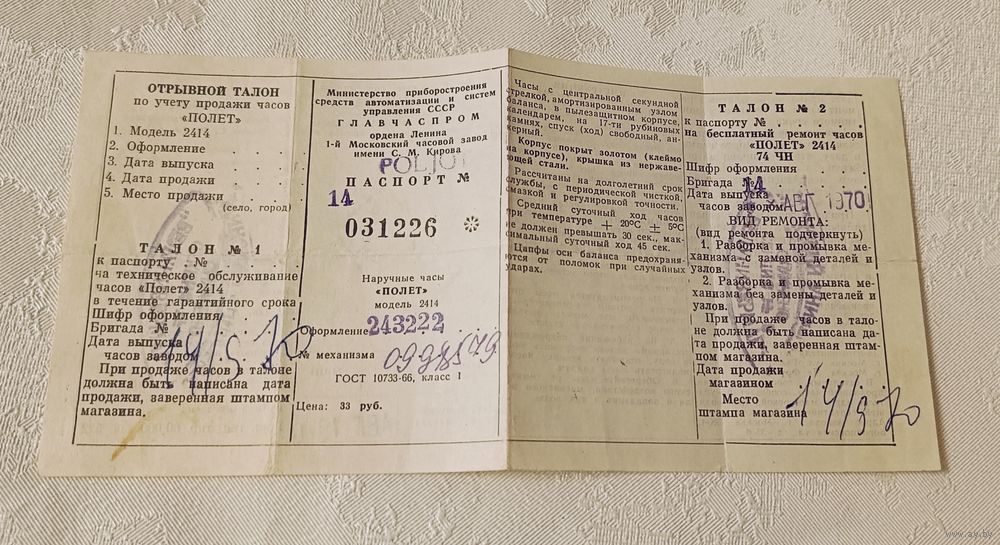 ОТРЫВНОЙ ТАЛОН
по учету продажи часов
«ПОЛЕТ»
1. Модель 2414
2. Оформление
3. Дата выпуска
4. Дата продажи
5. Место продажи
(село, город)
ТАЛОН № 1
к паспорту . №
на техническое обслуживание
часов «Полет» 2414
в течение гарантийного срока
Шифр оформления
Бригада №
Дата выпуска
часов заводом
При продаже часов в талоне
должна быть написана дата
продажи, заверенная штампом
магазина.
Министерство приборостроения
средств автоматизации и систем
управления СССР
ГЛАВЧАСПРОМ
ордена Ленина
1-й Московский часовой завод
имени С. М. Кирова
POLJOT
ПАСПОРТ №
14
031226
Наручные часы
«ПОЛЕТ»
модель 2414
Оформление 243222
№ механизма
ГОСТ 10733-66, класс 1
Цена: 33 руб.
Часы с центральной секундной
стрелкой, амортизированным узлом
баланса, в пылезащитном корпусе,
календарем, на 17-ти рубиновых
камнях, спуск (ход) свободный, ан-
керный.
Корпус покрыт золотом (клеймо
на корпусе), крышка из нержаве-
ющей стали.
Рассчитаны на долголетний срок
службы, с периодической чисткой,
смазкой и регулировкой точности.
Средний суточный ход часов
при температуре + 20°С ± 5°С
не должен превышать 30 сек., мак-
симальный суточный ход 45 сек.
Цапфы оси баланса предохраня-
ются от поломок при случайных
ударах.
ТАЛОН № 2
к паспорту №
на бесплатный ремонт часов
«ПОЛЕТ» 2414
74 ЧН
Шифр оформления
Бригада № 14
Дата выпуска
часов заводом АВГ 1970
ВИД РЕМОНТА:
(вид ремонта подчеркнуть)
1. Разборка и промывка ме-
ханизма с заменой деталей и
узлов.
2. Разборка и промывка ме-
ханизма без замены деталей и
узлов.
При продаже часов в тало-
не должна быть написана да-
та продажи, заверенная штам-
пом магазина.
Дата продажи
магазином
Место
штампа магазина
www.ay.by